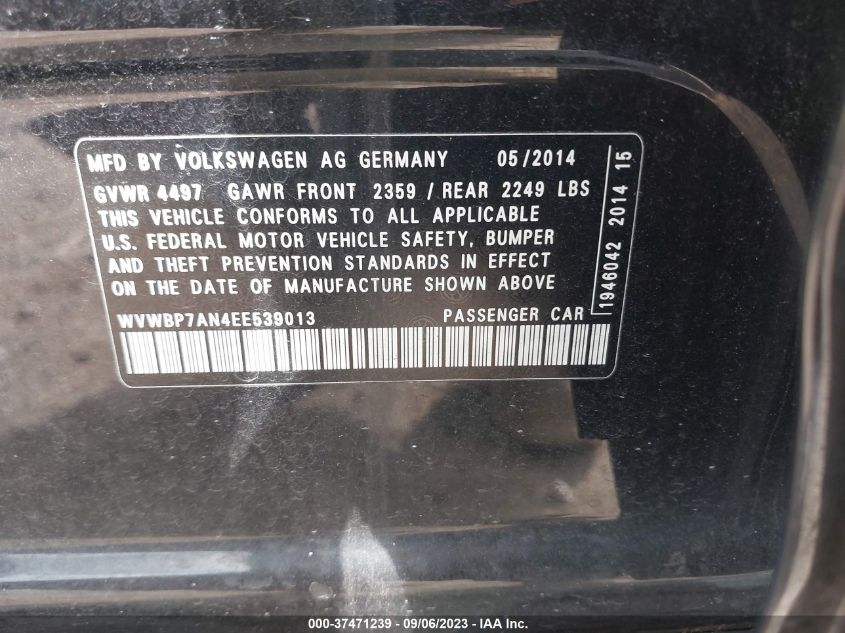 MFD BY VOLKSWAGEN AG GERMANY 05/2014
GVWR 4497 GAWR FRONT 2359 / REAR 2249 LBS
THIS VEHICLE CONFORMS TO ALL APPLICABLE
U.S. FEDERAL MOTOR VEHICLE SAFETY, BUMPER
AND THEFT PREVENTION STANDARDS IN EFFECT
ON THE DATE OF MANUFACTURE SHOWN ABOVE
WVWBP7AN4EE539013 PASSENGER CAR
1946042 2014 15
000-37471239 - 09/06/2023 - © IAA Inc.